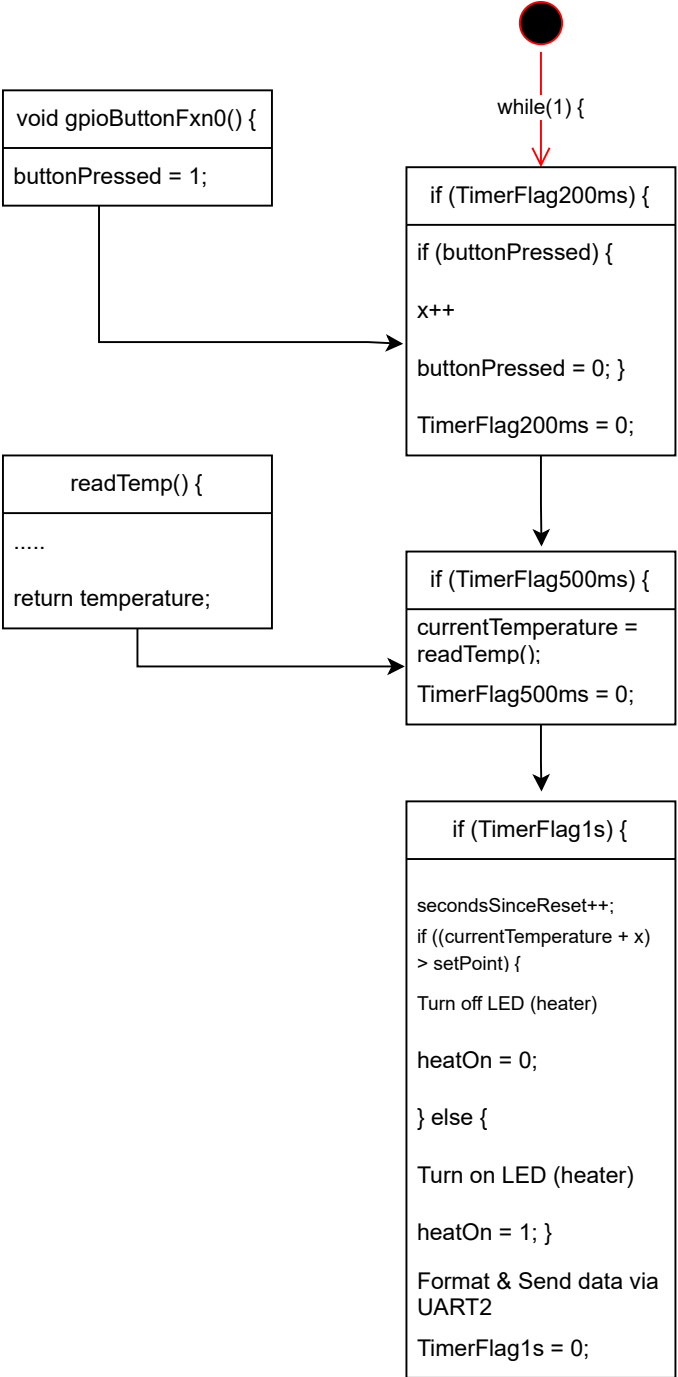 while(1) {
void gpioButtonFxn0() {
buttonPressed = 1;
if (TimerFlag200ms) {
if (buttonPressed) {
x++
buttonPressed = 0; }
TimerFlag200ms = 0;
readTemp() {
.....
return temperature;
if (TimerFlag500ms) {
currentTemperature =
readTemp();
TimerFlag500ms = 0;
if (TimerFlag1s) {
secondsSinceReset++;
if ((currentTemperature + x)
> setPoint) {
Turn off LED (heater)
heatOn = 0;
} else {
Turn on LED (heater)
heatOn = 1; }
Format & Send data via
UART2
TimerFlag1s = 0;